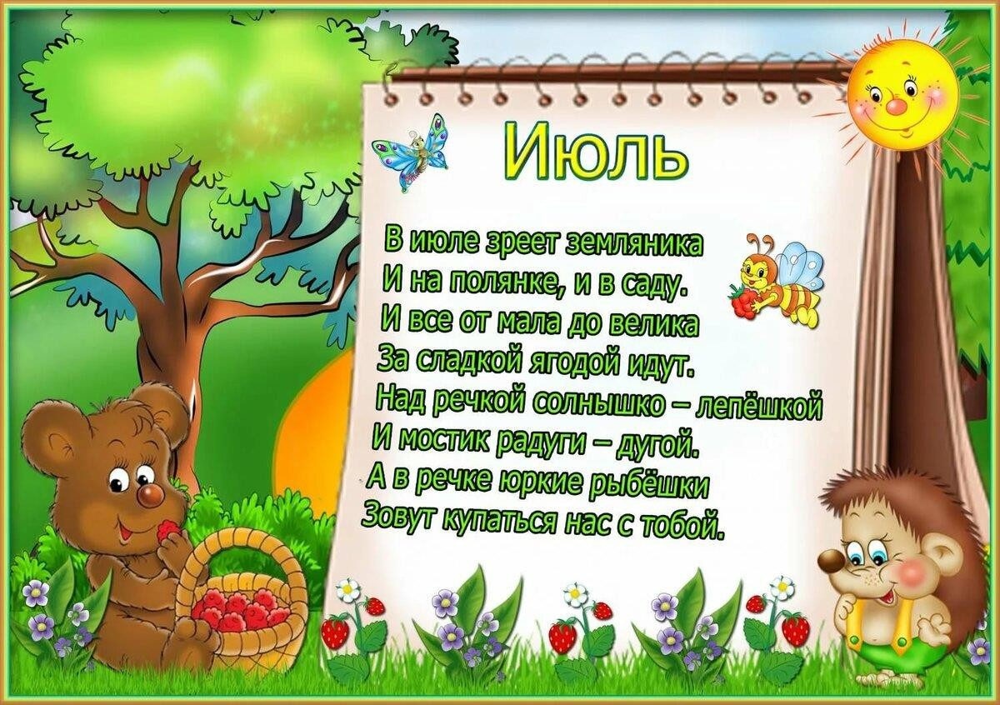 Июль
В июле зреет земляника
И на полянке, и в саду.
И все от мала до велика
За сладкой ягодой идут.
Над речкой солнышко – лепёшкой
И мостик радуги – дугой.
А в речке юркие рыбёшки
Зовут купаться нас с тобой.